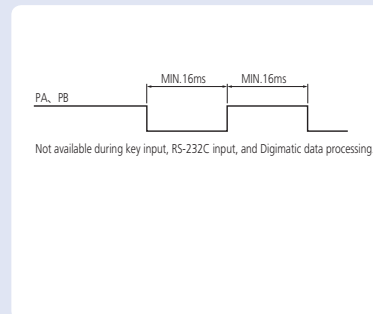 MIN.16ms MIN.16ms
PA、PB
Not available during key input, RS-232C input, and Digimatic data processing.